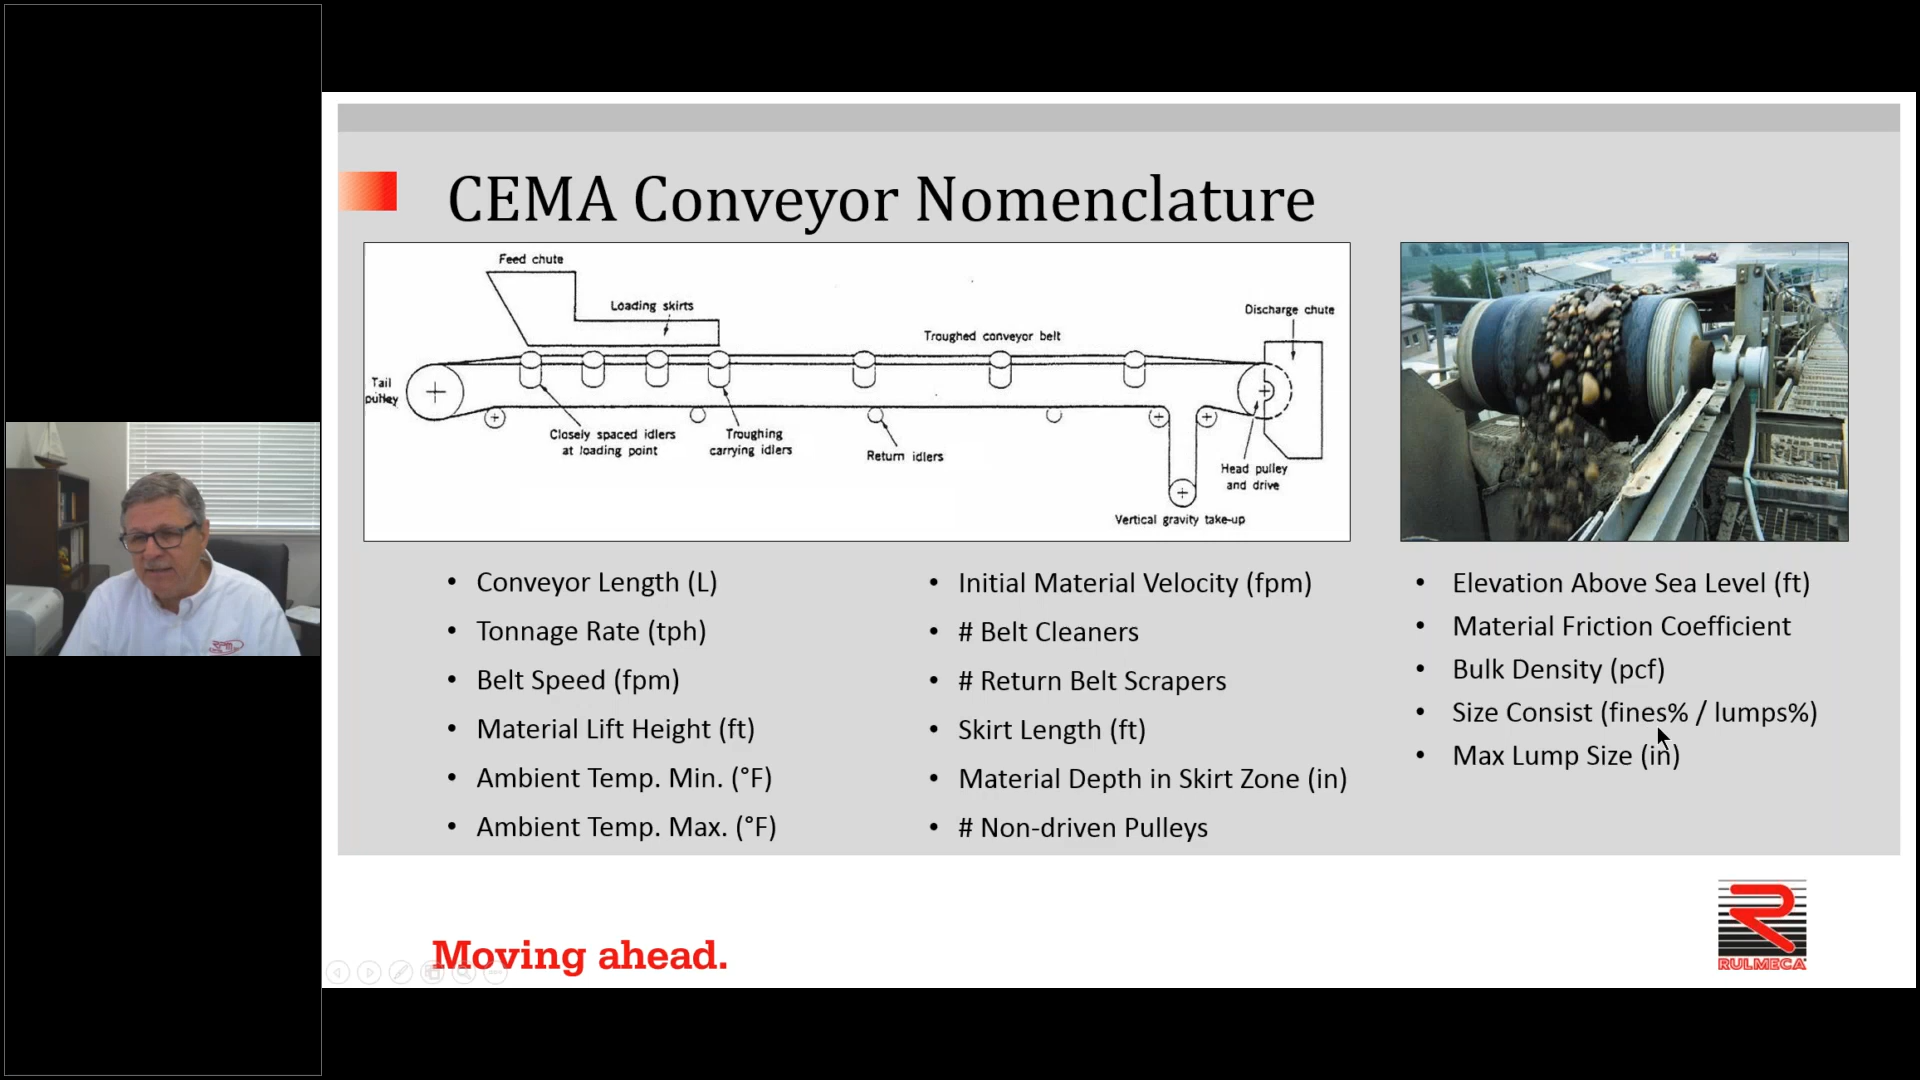 CEMA Conveyor Nomenclature
Feed chute
Loading skirts
Troughed conveyor belt
Discharge chute
Tail
pulley
Closely spaced idlers
at loading point
Troughing
carrying idlers
Return idlers
Head pulley
and drive
Vertical gravity take-up
• Conveyor Length (L)
• Tonnage Rate (tph)
• Belt Speed (fpm)
• Material Lift Height (ft)
• Ambient Temp. Min. (°F)
• Ambient Temp. Max. (°F)
• Initial Material Velocity (fpm)
• # Belt Cleaners
• # Return Belt Scrapers
• Skirt Length (ft)
• Material Depth in Skirt Zone (in)
• # Non-driven Pulleys
• Elevation Above Sea Level (ft)
• Material Friction Coefficient
• Bulk Density (pcf)
• Size Consist (fines% / lumps%)
• Max Lump Size (in)
Moving ahead.
RULMECA